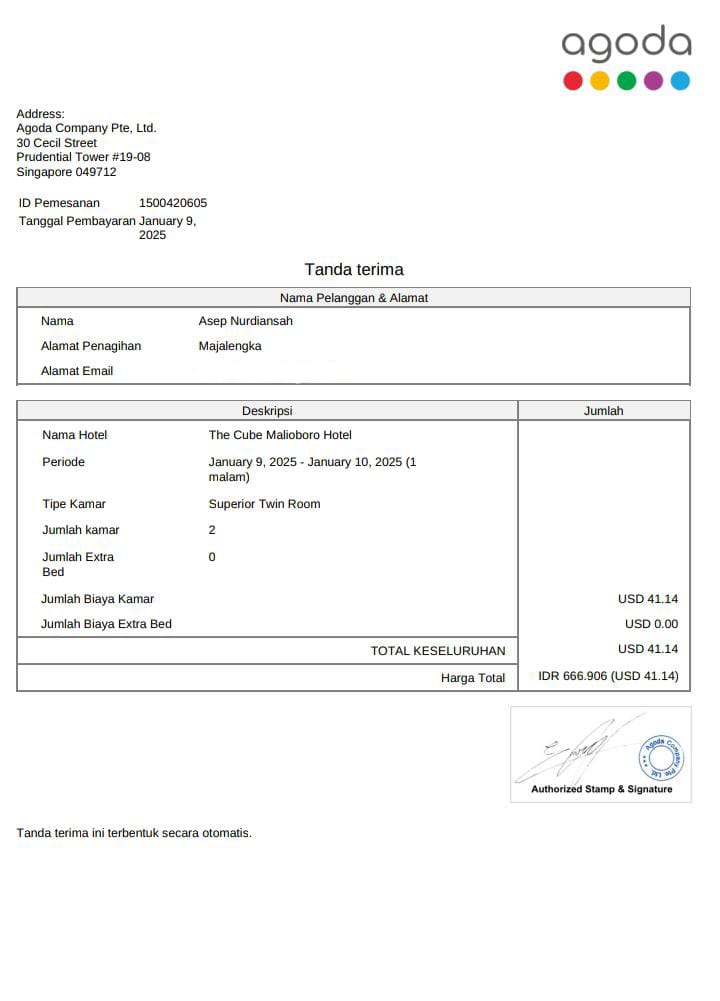 agoda
Address:
Agoda Company Pte, Ltd.
30 Cecil Street
Prudential Tower #19-08
Singapore 049712
ID Pemesanan 1500420605
Tanggal Pembayaran January 9,
2025
Tanda terima
Nama Pelanggan & Alamat
Nama Asep Nurdiansah
Alamat Penagihan Majalengka
Alamat Email
Deskripsi Jumlah
Nama Hotel The Cube Malioboro Hotel
Periode January 9, 2025 - January 10, 2025 (1
malam)
Tipe Kamar Superior Twin Room
Jumlah kamar 2
Jumlah Extra 0
Bed
Jumlah Biaya Kamar USD 41.14
Jumlah Biaya Extra Bed USD 0.00
TOTAL KESELURUHAN USD 41.14
Harga Total IDR 666.906 (USD 41.14)
Agoda Company
Pte. Ltd.
Authorized Stamp & Signature
Tanda terima ini terbentuk secara otomatis.